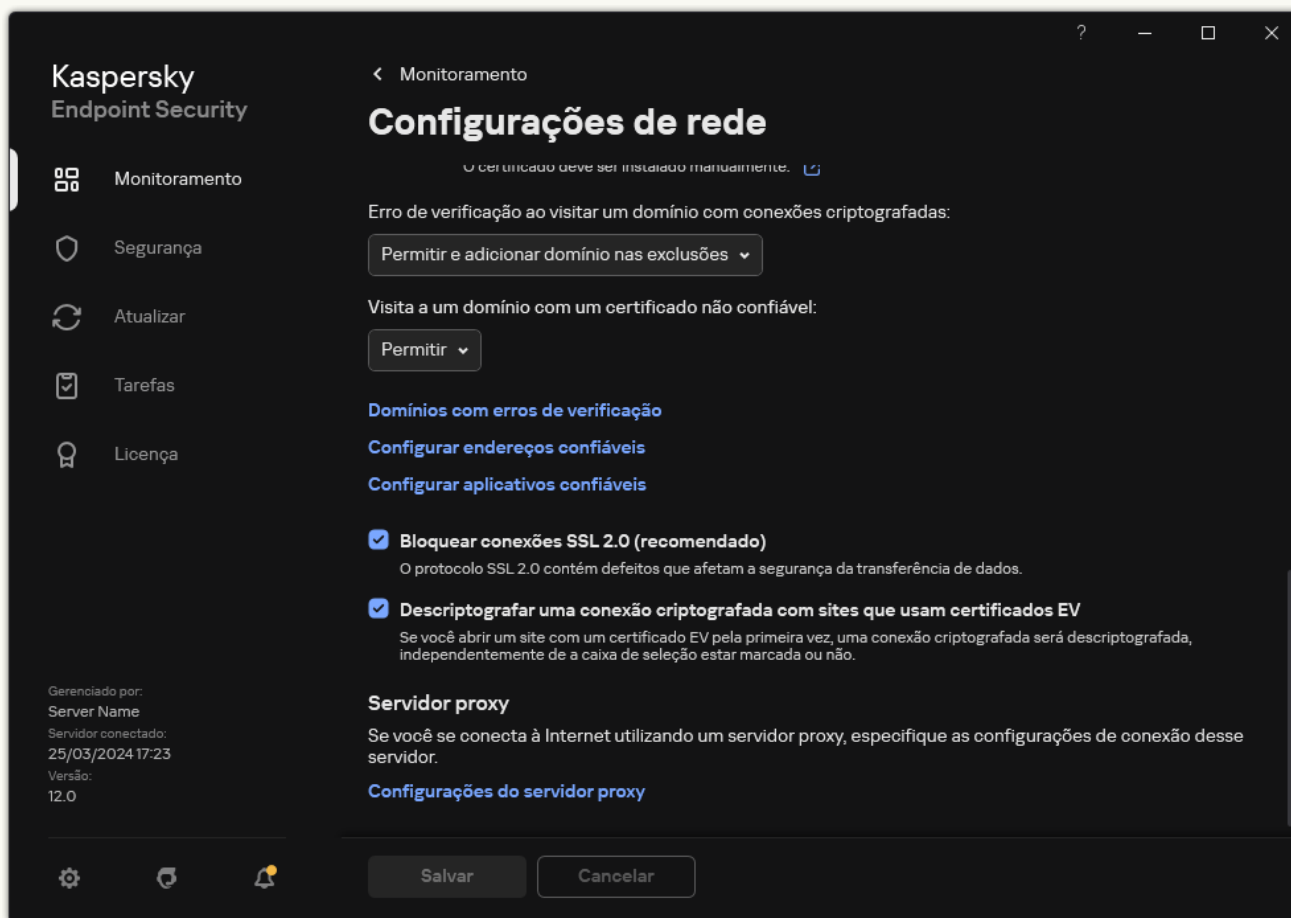 ?
Kaspersky
Endpoint Security
Monitoramento
Segurança
Atualizar
Tarefas
Licença
Gerenciado por:
Server Name
Servidor conectado:
25/03/2024 17:23
Versão:
12.0
Monitoramento
Configurações de rede
O certificado deve ser instalado manualmente.
Erro de verificação ao visitar um domínio com conexões criptografadas:
Permitir e adicionar domínio nas exclusões
Visita a um domínio com um certificado não confiável:
Permitir
Domínios com erros de verificação
Configurar endereços confiáveis
Configurar aplicativos confiáveis
Bloquear conexões SSL 2.0 (recomendado)
O protocolo SSL 2.0 contém defeitos que afetam a segurança da transferência de dados.
Descriptografar uma conexão criptografada com sites que usam certificados EV
Se você abrir um site com um certificado EV pela primeira vez, uma conexão criptografada será descriptografada,
independentemente de a caixa de seleção estar marcada ou não.
Servidor proxy
Se você se conecta à Internet utilizando um servidor proxy, especifique as configurações de conexão desse
servidor.
Configurações do servidor proxy
Salvar
Cancelar